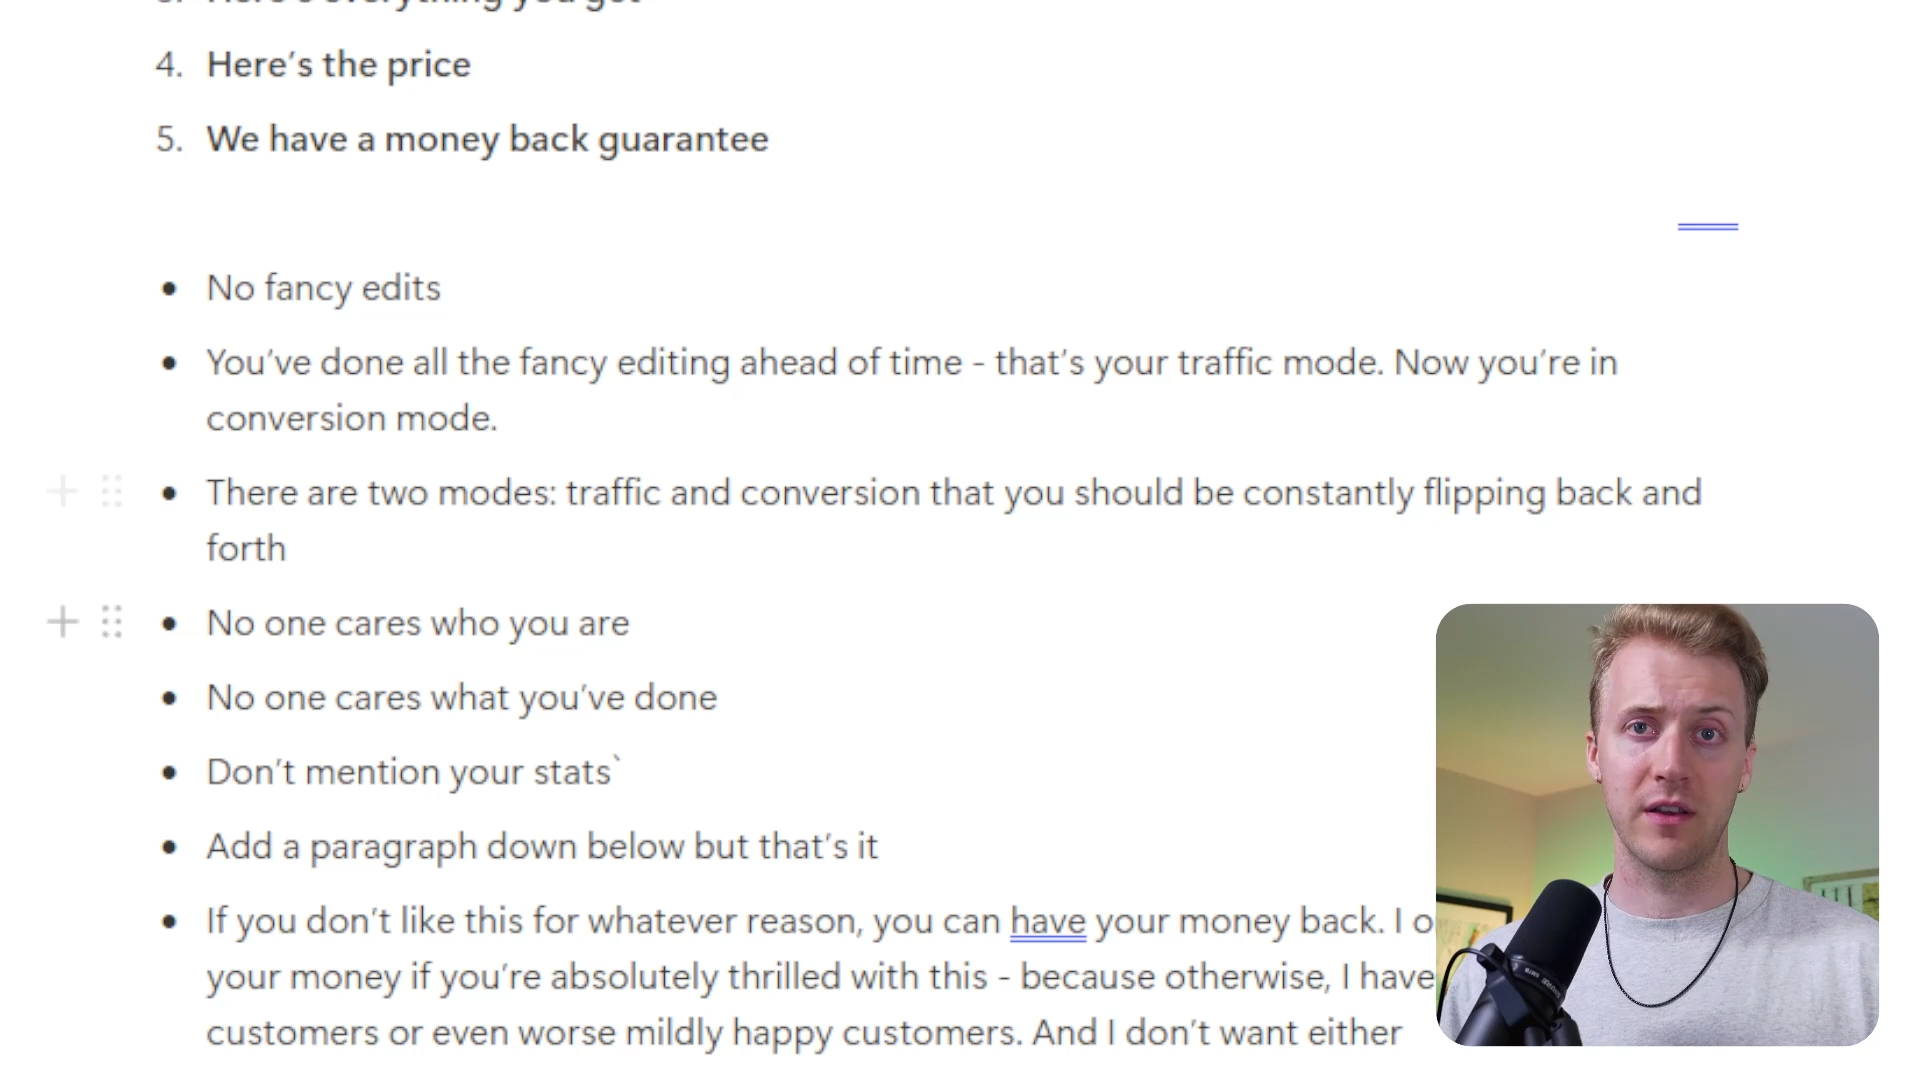 Here's everything you get
4. Here's the price
5. We have a money back guarantee
• No fancy edits
• You've done all the fancy editing ahead of time - that's your traffic mode. Now you're in
conversion mode.
• There are two modes: traffic and conversion that you should be constantly flipping back and
forth
• No one cares who you are
• No one cares what you've done
• Don't mention your stats`
• Add a paragraph down below but that's it
• If you don't like this for whatever reason, you can have your money back. I
your money if you're absolutely thrilled with this - because otherwise, I have
customers or even worse mildly happy customers. And I don't want either